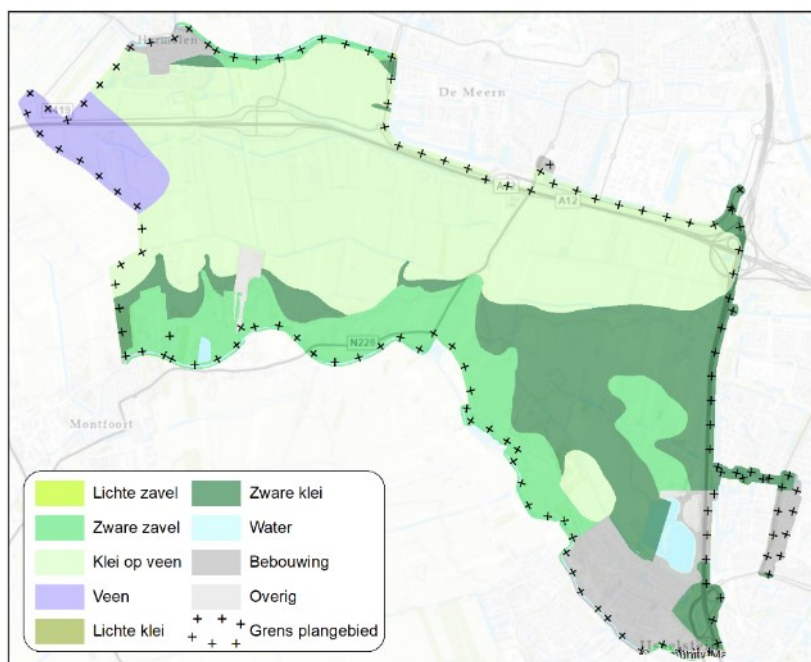 De Meern
A12
N228
Montfoort
Lichte zavel
Zware zavel
Klei op veen
Veen
Lichte klei
Zware klei
Water
Bebouwing
Overig
Grens plangebied